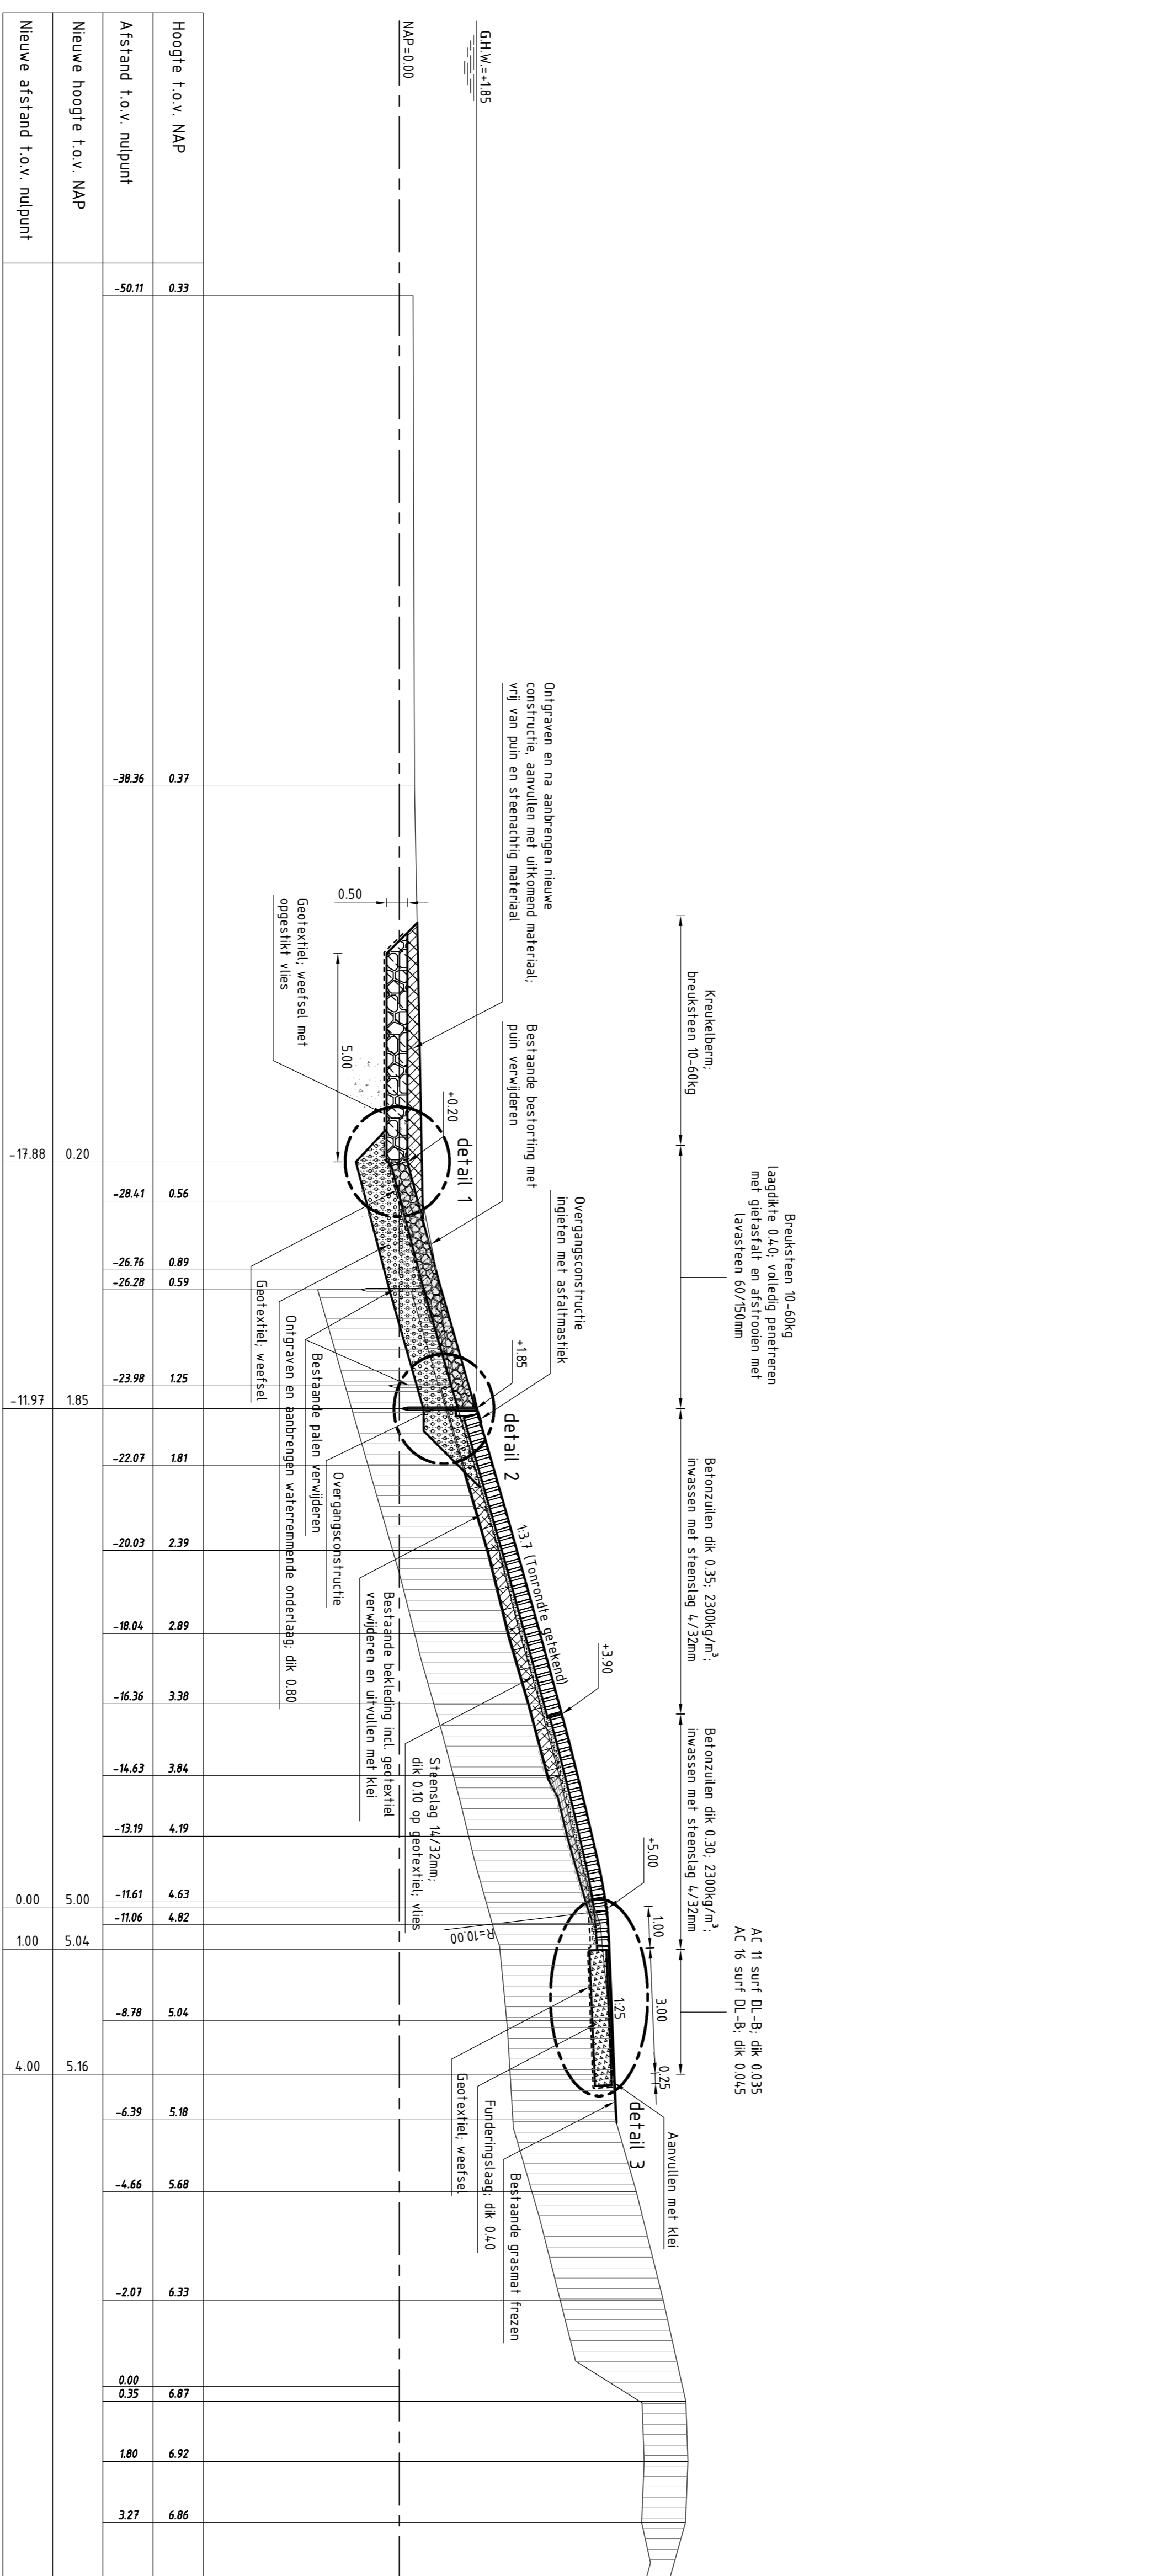 AC 11 surf DL-B; dik 0.035
AC 16 surf DL-B; dik 0.045
Breuksteen 10-60kg
laagdikte 0.40; volledig penetreren
met gietasfalt en afstrooien met
lavasteen 60/150mm
Kreukelberm;
breuksteen 10-60kg
Betonzuilen dik 0.35; 2300kg/m³;
inwassen met steenslag 4/32mm
Betonzuilen dik 0.30; 2300kg/m³;
inwassen met steenslag 4/32mm
1.00
3.00
0.25
Aanvullen met klei
+5.00
detail 3
1:25
+3.90
Overgangsconstructie
ingieten met asfaltmastiek
Ontgraven en na aanbrengen nieuwe
constructie, aanvullen met uitkomend materiaal;
vrij van puin en steenachtig materiaal
Bestaande bestorting met
puin verwijderen
+1.85
detail 2
1:3.7 (Tonrondte getekend)
Bestaande grasmat frezen
Funderingslaag; dik 0.40
Geotextiel; weefsel
G.H.W.=+1.85
+0.20
detail 1
R=10.00
Steenslag 14/32mm;
dik 0.10 op geotextiel; vlies
NAP=0.00
Bestaande bekleding incl. geotextiel
verwijderen en uitvullen met klei
0.50
5.00
Overgangsconstructie
Bestaande palen verwijderen
Ontgraven en aanbrengen waterremmende onderlaag; dik 0.80
Geotextiel; weefsel
Geotextiel; weefsel met
opgestikt vlies
Hoogte t.o.v. NAP
0.33
0.37
0.56
0.89
0.59
1.25
1.81
2.39
2.89
3.38
3.84
4.19
4.63
4.82
5.04
5.18
5.68
6.33
6.87
6.92
6.86
Afstand t.o.v. nulpunt
-50.11
-38.36
-28.41
-26.76
-26.28
-23.98
-22.07
-20.03
-18.04
-16.36
-14.63
-13.19
-11.61
-11.06
-8.78
-6.39
-4.66
-2.07
0.00
0.35
1.80
3.27
Nieuwe hoogte t.o.v. NAP
0.20
1.85
5.00
5.04
5.16
Nieuwe afstand t.o.v. nulpunt
-17.88
-11.97
0.00
1.00
4.00